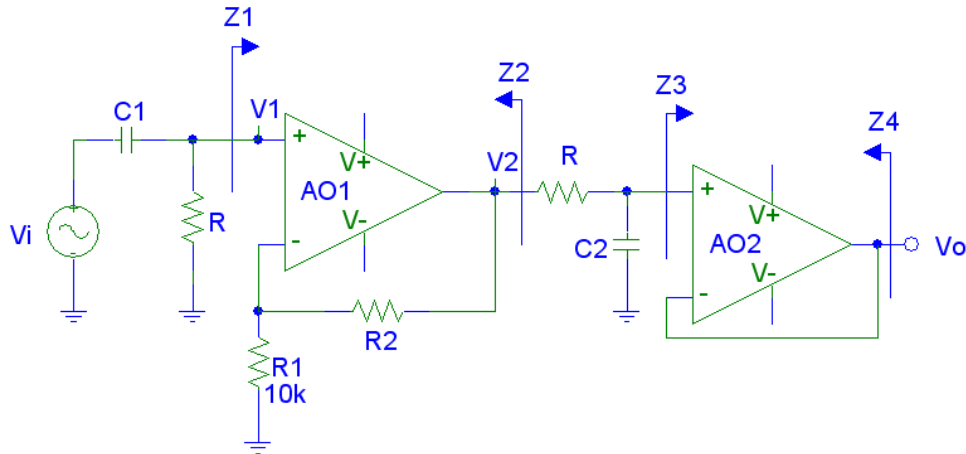 Z1
Z2
Z3
Z4
C1
V1
V2
R
+
V+
AO1
V-
-
R
Vi
C2
+
V+
AO2
V-
-
Vo
R2
R1
10k